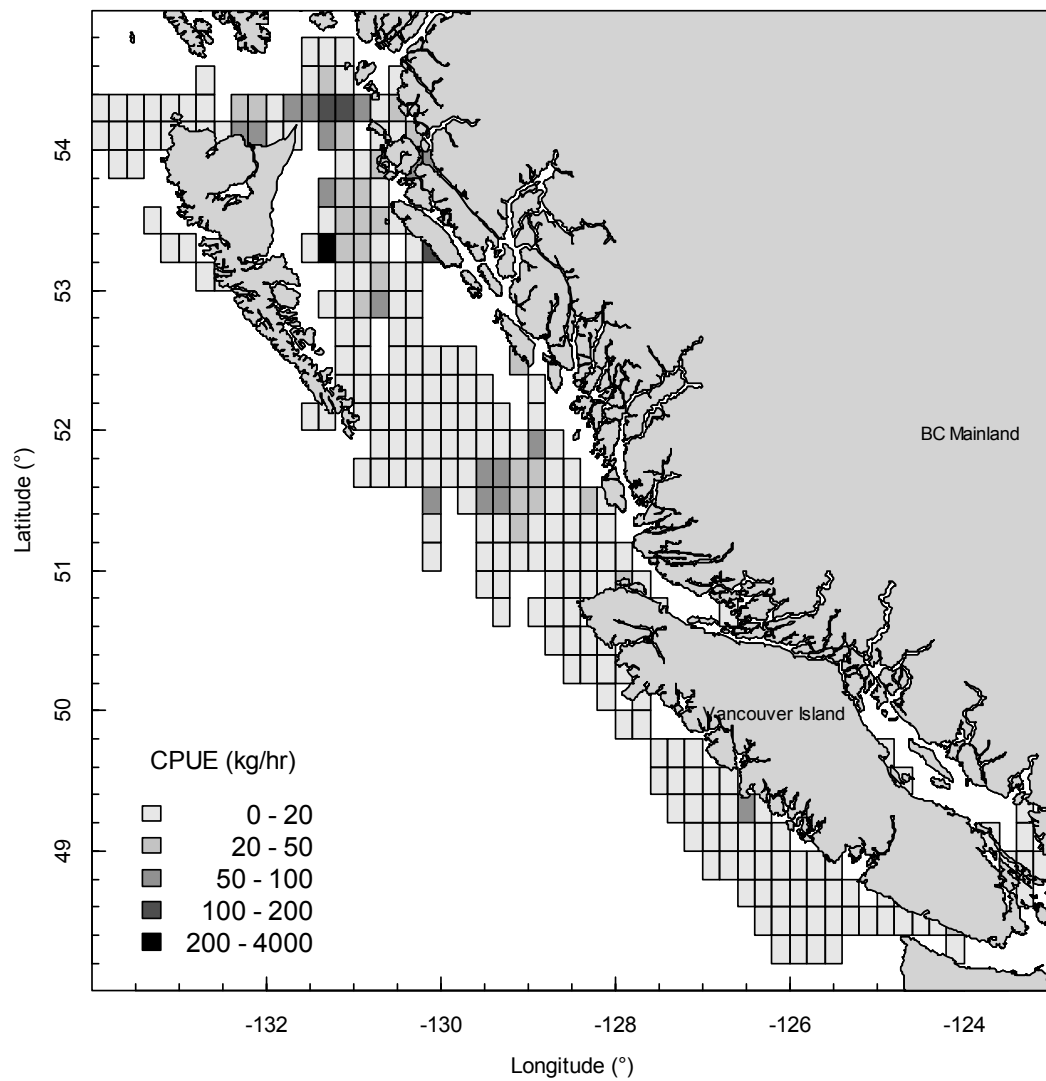 54
53
52
51
50
49
Latitude (°)
BC Mainland
Vancouver Island
CPUE (kg/hr)
0 - 20
20 - 50
50 - 100
100 - 200
200 - 4000
-132
-130
-128
-126
-124
Longitude (°)